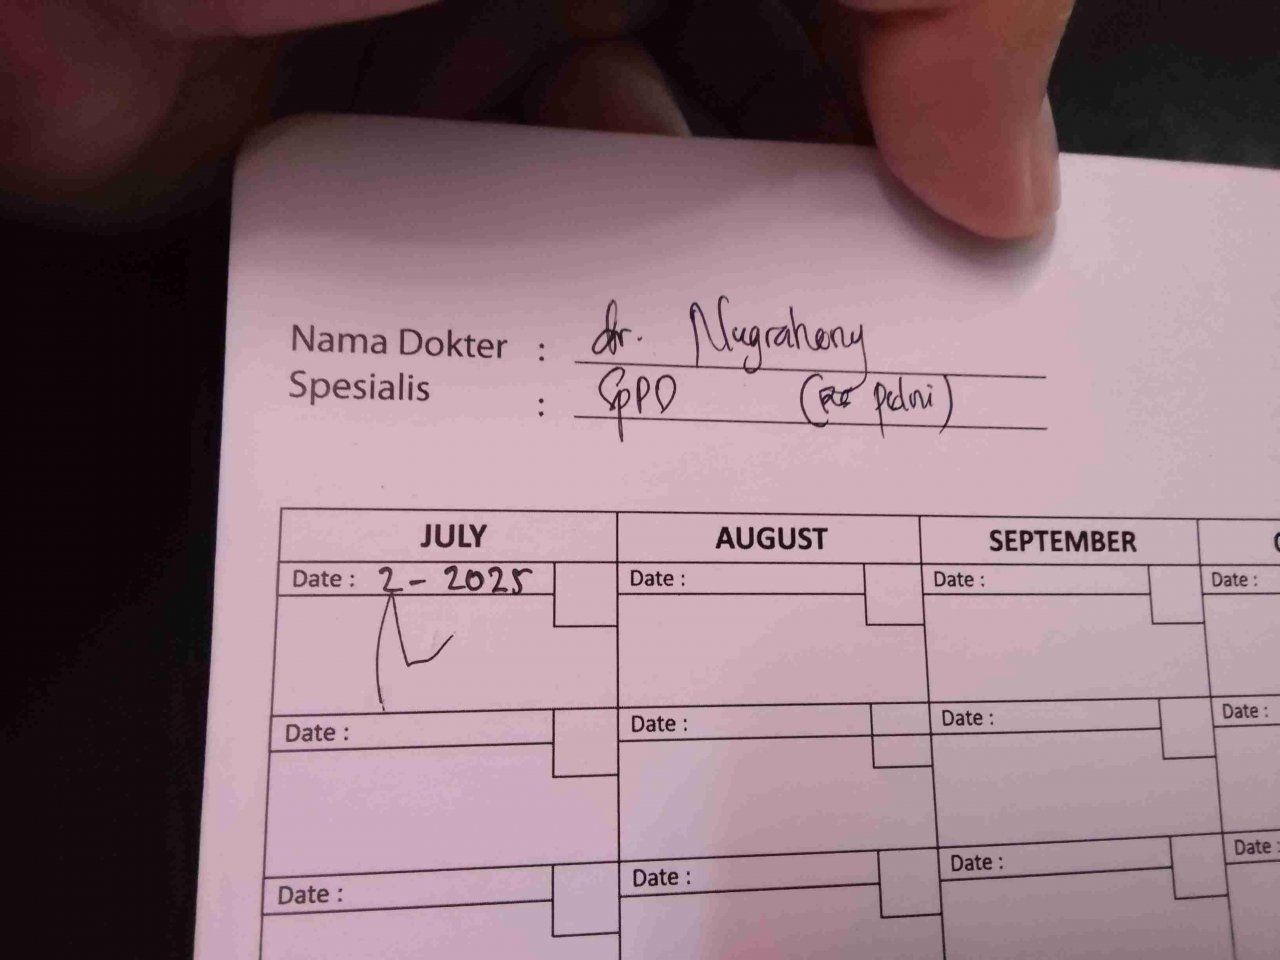 Nama Dokter : dr. Nugraheny
Spesialis : SpPD (pdni)
JULY AUGUST SEPTEMBER
Date : 2 - 2025 Date : Date : Date :
Date : Date : Date : Date :
Date : Date : Date : Date :